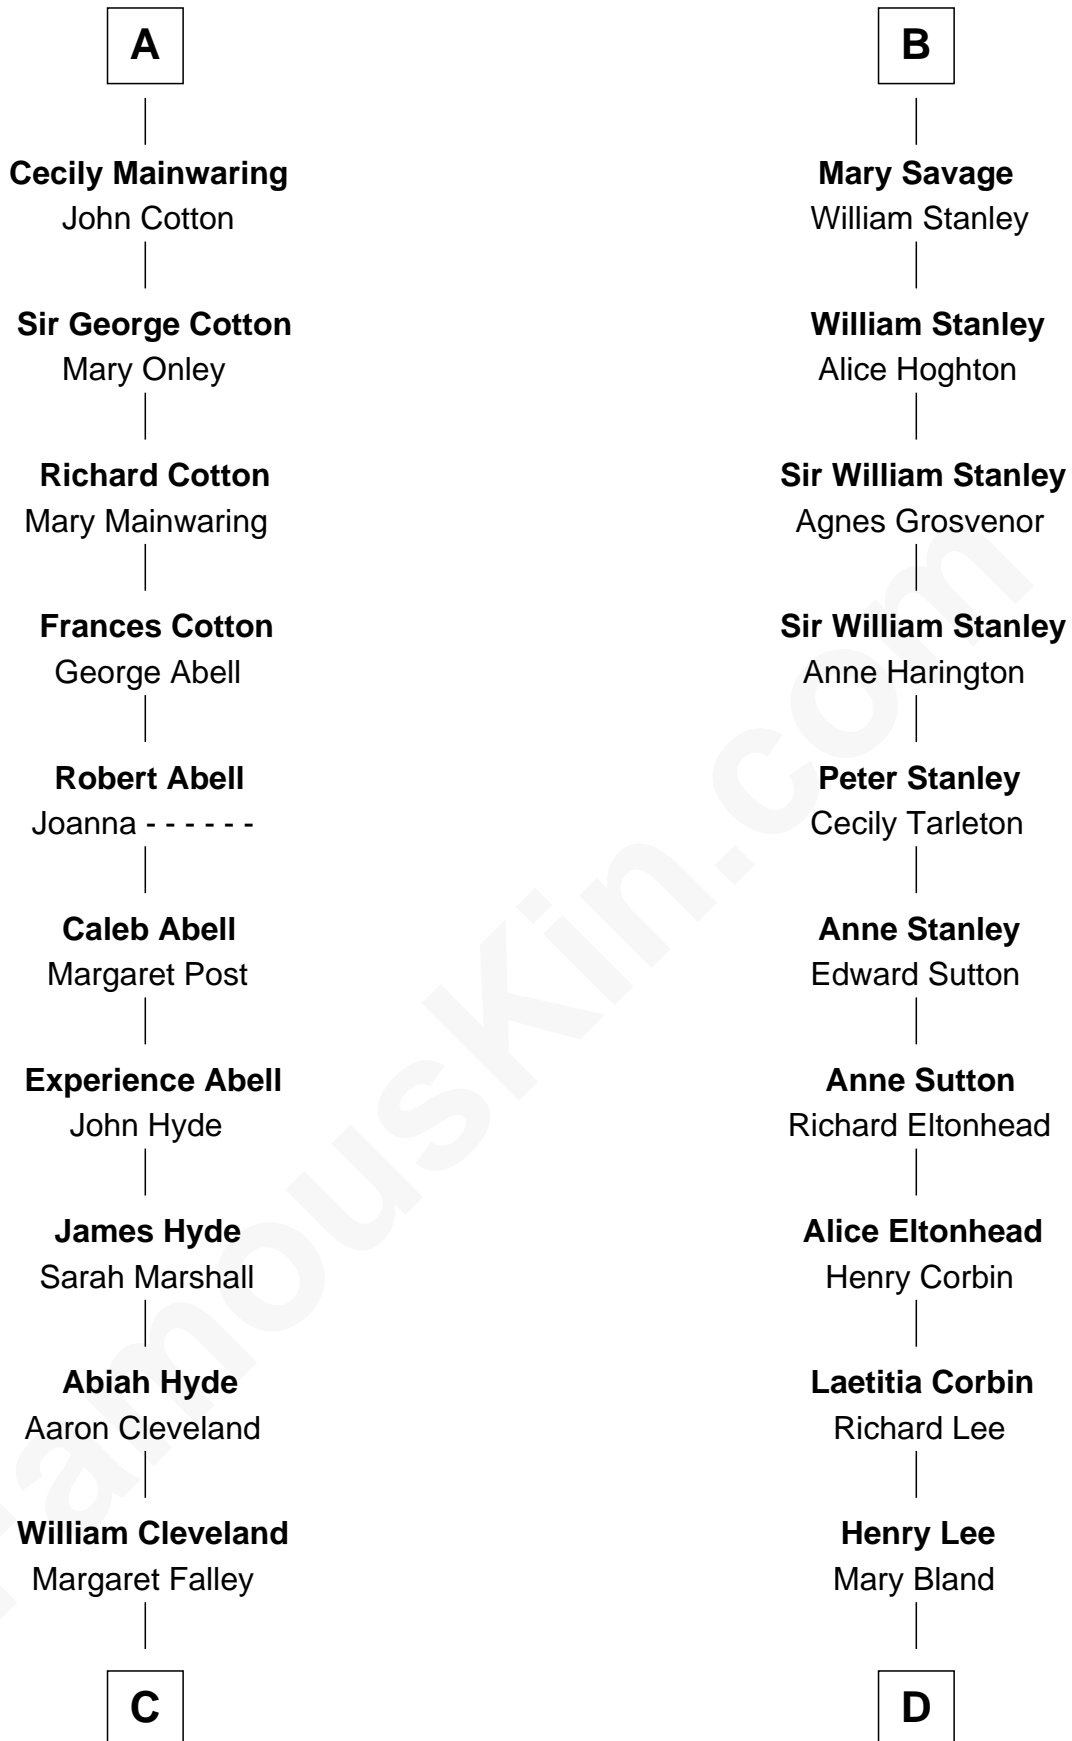 A
Cecily Mainwaring
John Cotton
Sir George Cotton
Mary Onley
Richard Cotton
Mary Mainwaring
Frances Cotton
George Abell
Robert Abell
Joanna - - - - - -
Caleb Abell
Margaret Post
Experience Abell
John Hyde
James Hyde
Sarah Marshall
Abiah Hyde
Aaron Cleveland
William Cleveland
Margaret Falley
C
B
Mary Savage
William Stanley
William Stanley
Alice Hoghton
Sir William Stanley
Agnes Grosvenor
Sir William Stanley
Anne Harington
Peter Stanley
Cecily Tarleton
Anne Stanley
Edward Sutton
Anne Sutton
Richard Eltonhead
Alice Eltonhead
Henry Corbin
Laetitia Corbin
Richard Lee
Henry Lee
Mary Bland
D
FamousKin.com